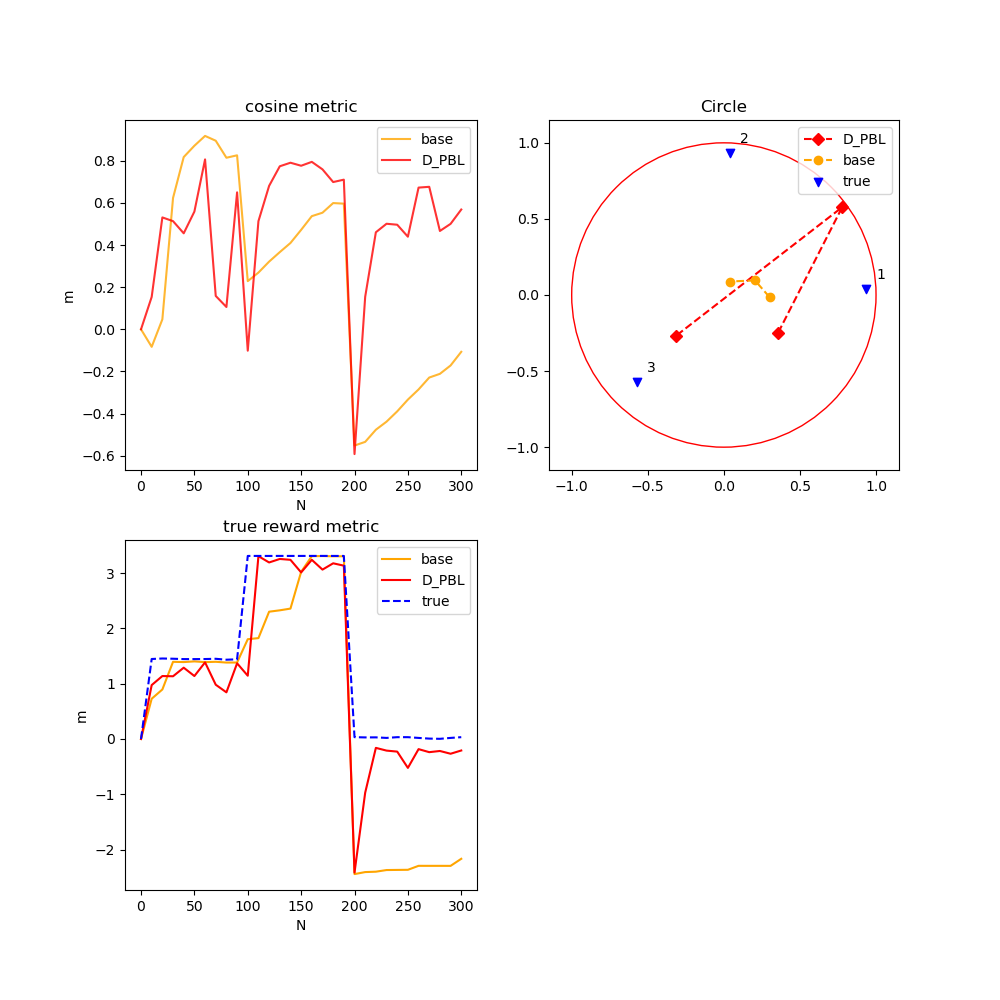 cosine metric
base
D_PBL
m
0.8
0.6
0.4
0.2
0.0
−0.2
−0.4
−0.6
0 50 100 150 200 250 300
N
Circle
D_PBL
base
true
1.0
0.5
0.0
−0.5
−1.0
2
1
3
−1.0 −0.5 0.0 0.5 1.0
true reward metric
base
D_PBL
true
m
3
2
1
0
−1
−2
0 50 100 150 200 250 300
N